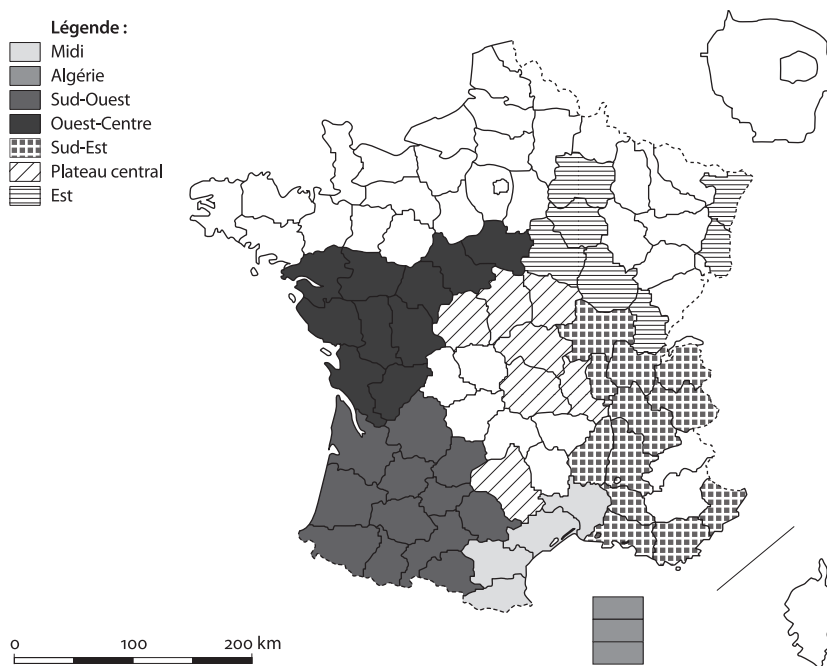 Légende :
Midi
Algérie
Sud-Ouest
Ouest-Centre
Sud-Est
Plateau central
Est
0 100 200 km